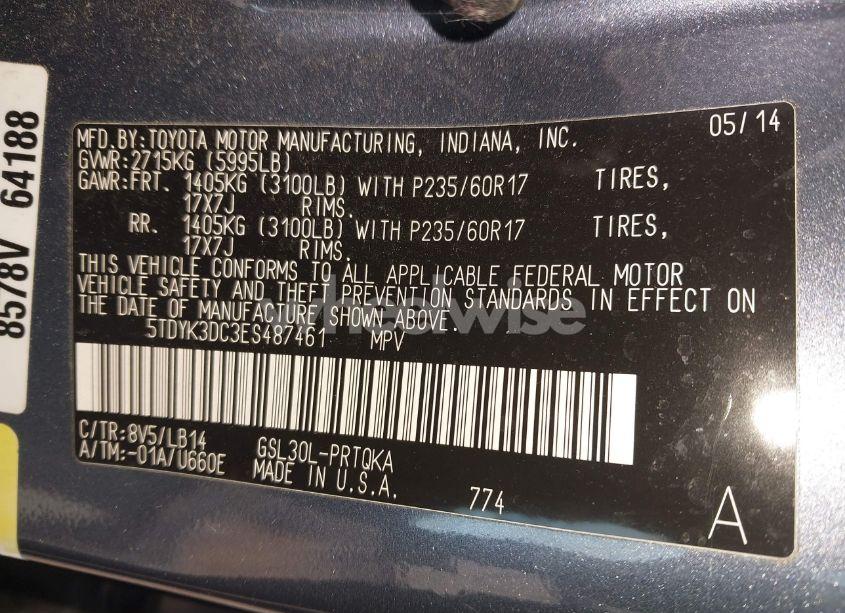 8578V 64188
MFD.BY:TOYOTA MOTOR MANUFACTURING, INDIANA, INC. 05/14
GVWR:2715KG (5995LB)
GAWR:FRT. 1405KG (3100LB) WITH P235/60R17 TIRES,
17X7J RIMS.
RR. 1405KG (3100LB) WITH P235/60R17 TIRES,
17X7J RIMS.
THIS VEHICLE CONFORMS TO ALL APPLICABLE FEDERAL MOTOR
VEHICLE SAFETY AND THEFT PREVENTION STANDARDS IN EFFECT ON
THE DATE OF MANUFACTURE SHOWN ABOVE.
5TDYK3DC3ES487461 MPV
C/TR:8V5/LB14 GSL30L-PRTQKA
A/TM:-01A/U660E MADE IN U.S.A. 774 A